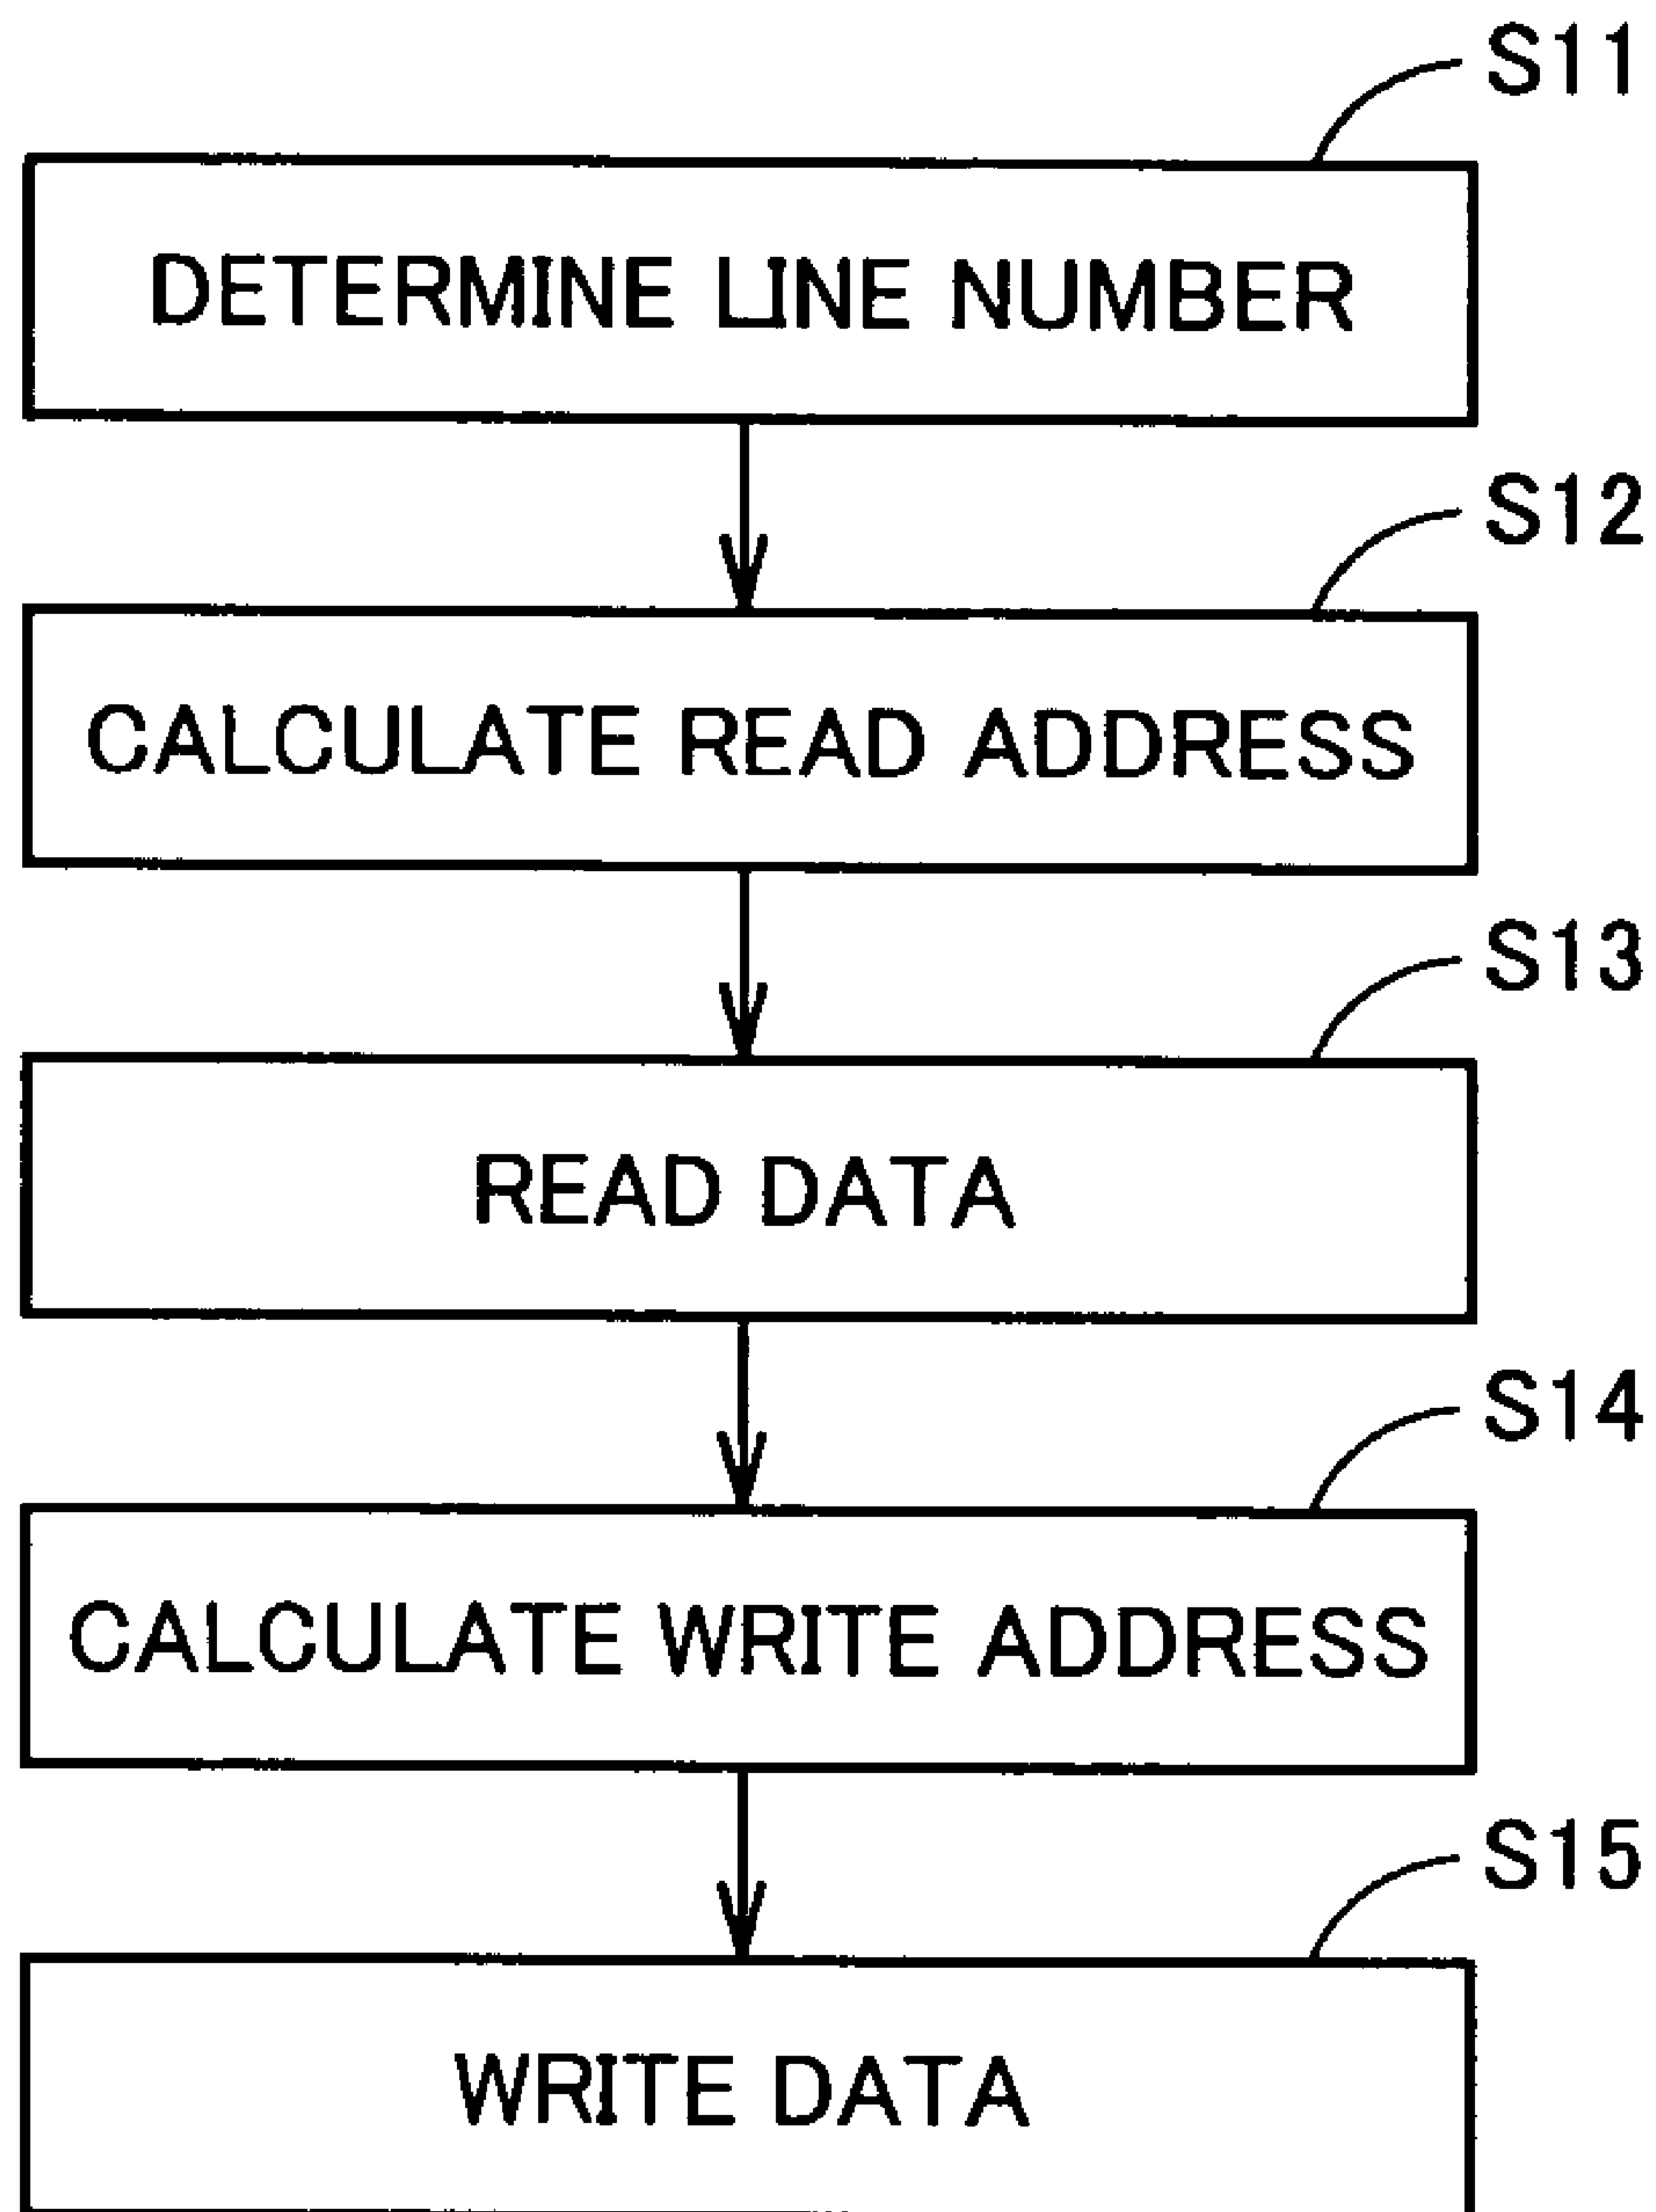 S11
DETERMINE LINE NUMBER
S12
CALCULATE READ ADDRESS
S13
READ DATA
S14
CALCULATE WRITE ADDRESS
S15
WRITE DATA